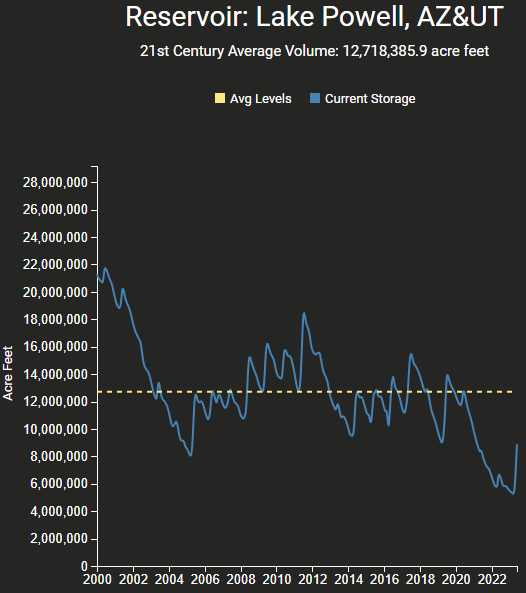 Reservoir: Lake Powell, AZ&UT
21st Century Average Volume: 12,718,385.9 acre feet
Avg Levels
Current Storage
Acre Feet
28,000,000
26,000,000
24,000,000
22,000,000
20,000,000
18,000,000
16,000,000
14,000,000
12,000,000
10,000,000
8,000,000
6,000,000
4,000,000
2,000,000
0
2000 2002 2004 2006 2008 2010 2012 2014 2016 2018 2020 2022